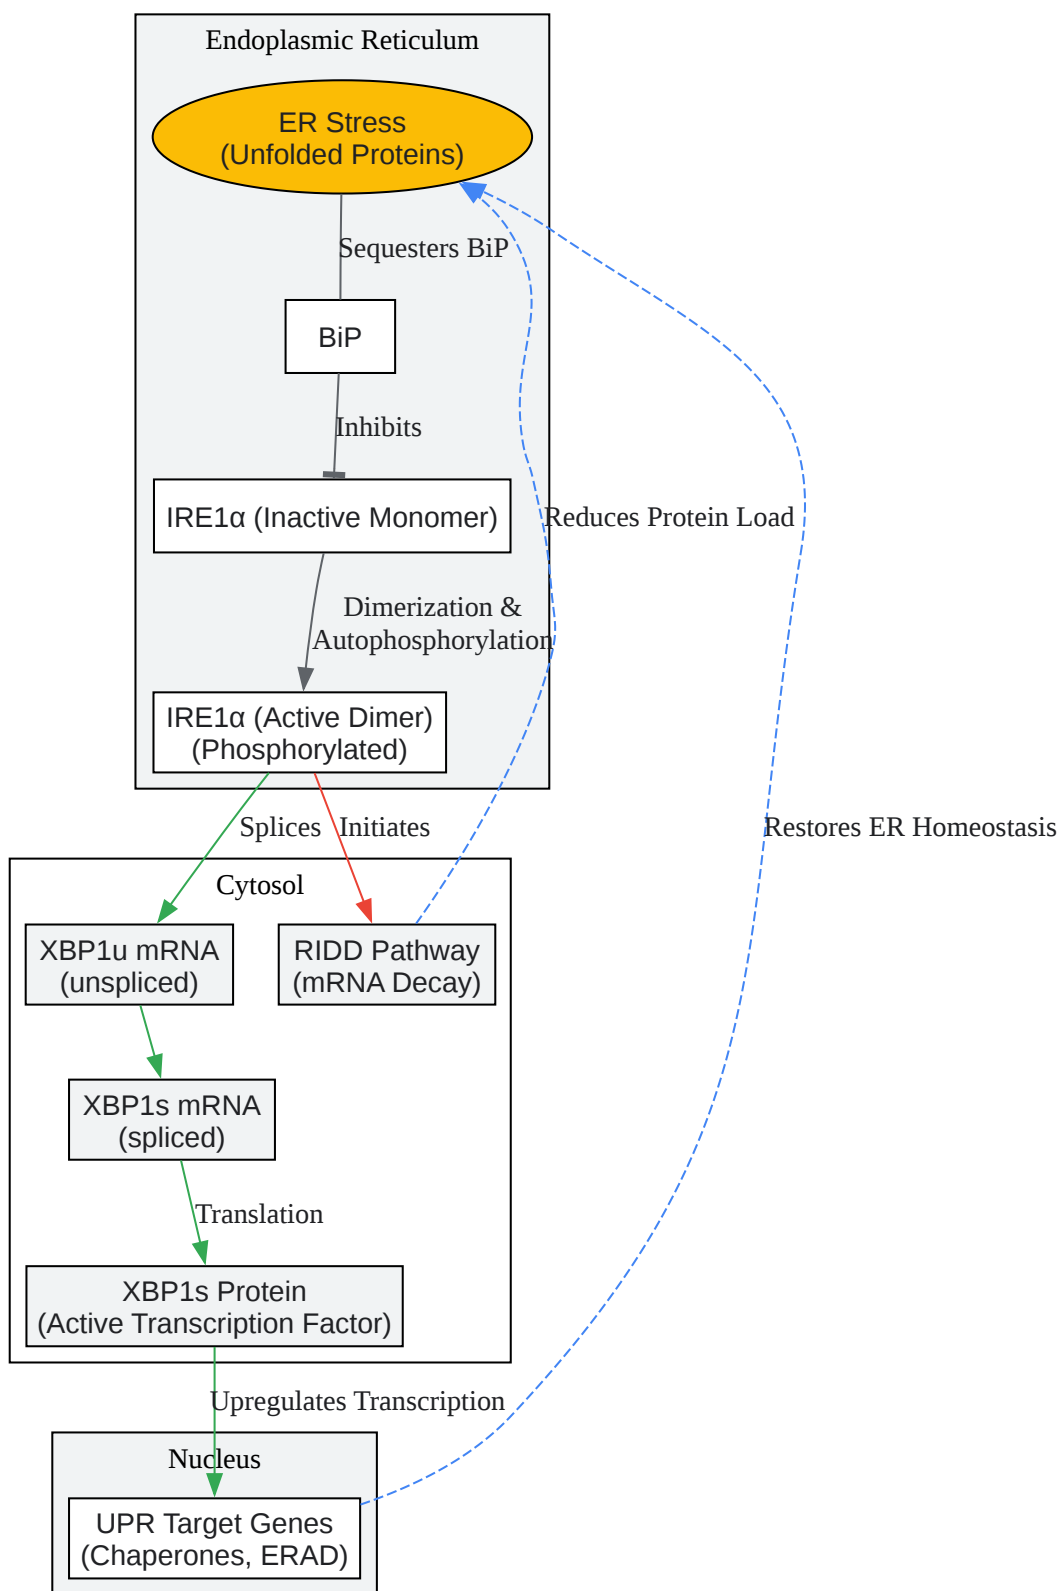 Endoplasmic Reticulum
ER Stress
(Unfolded Proteins)
Sequesters BiP
BiP
Inhibits
IRE1α (Inactive Monomer)
Reduces Protein Load
Dimerization &
Autophosphorylation
IRE1α (Active Dimer)
(Phosphorylated)
Splices
Initiates
Restores ER Homeostasis
Cytosol
XBP1u mRNA
(unspliced)
RIDD Pathway
(mRNA Decay)
XBP1s mRNA
(spliced)
Translation
XBP1s Protein
(Active Transcription Factor)
Upregulates Transcription
Nucleus
UPR Target Genes
(Chaperones, ERAD)